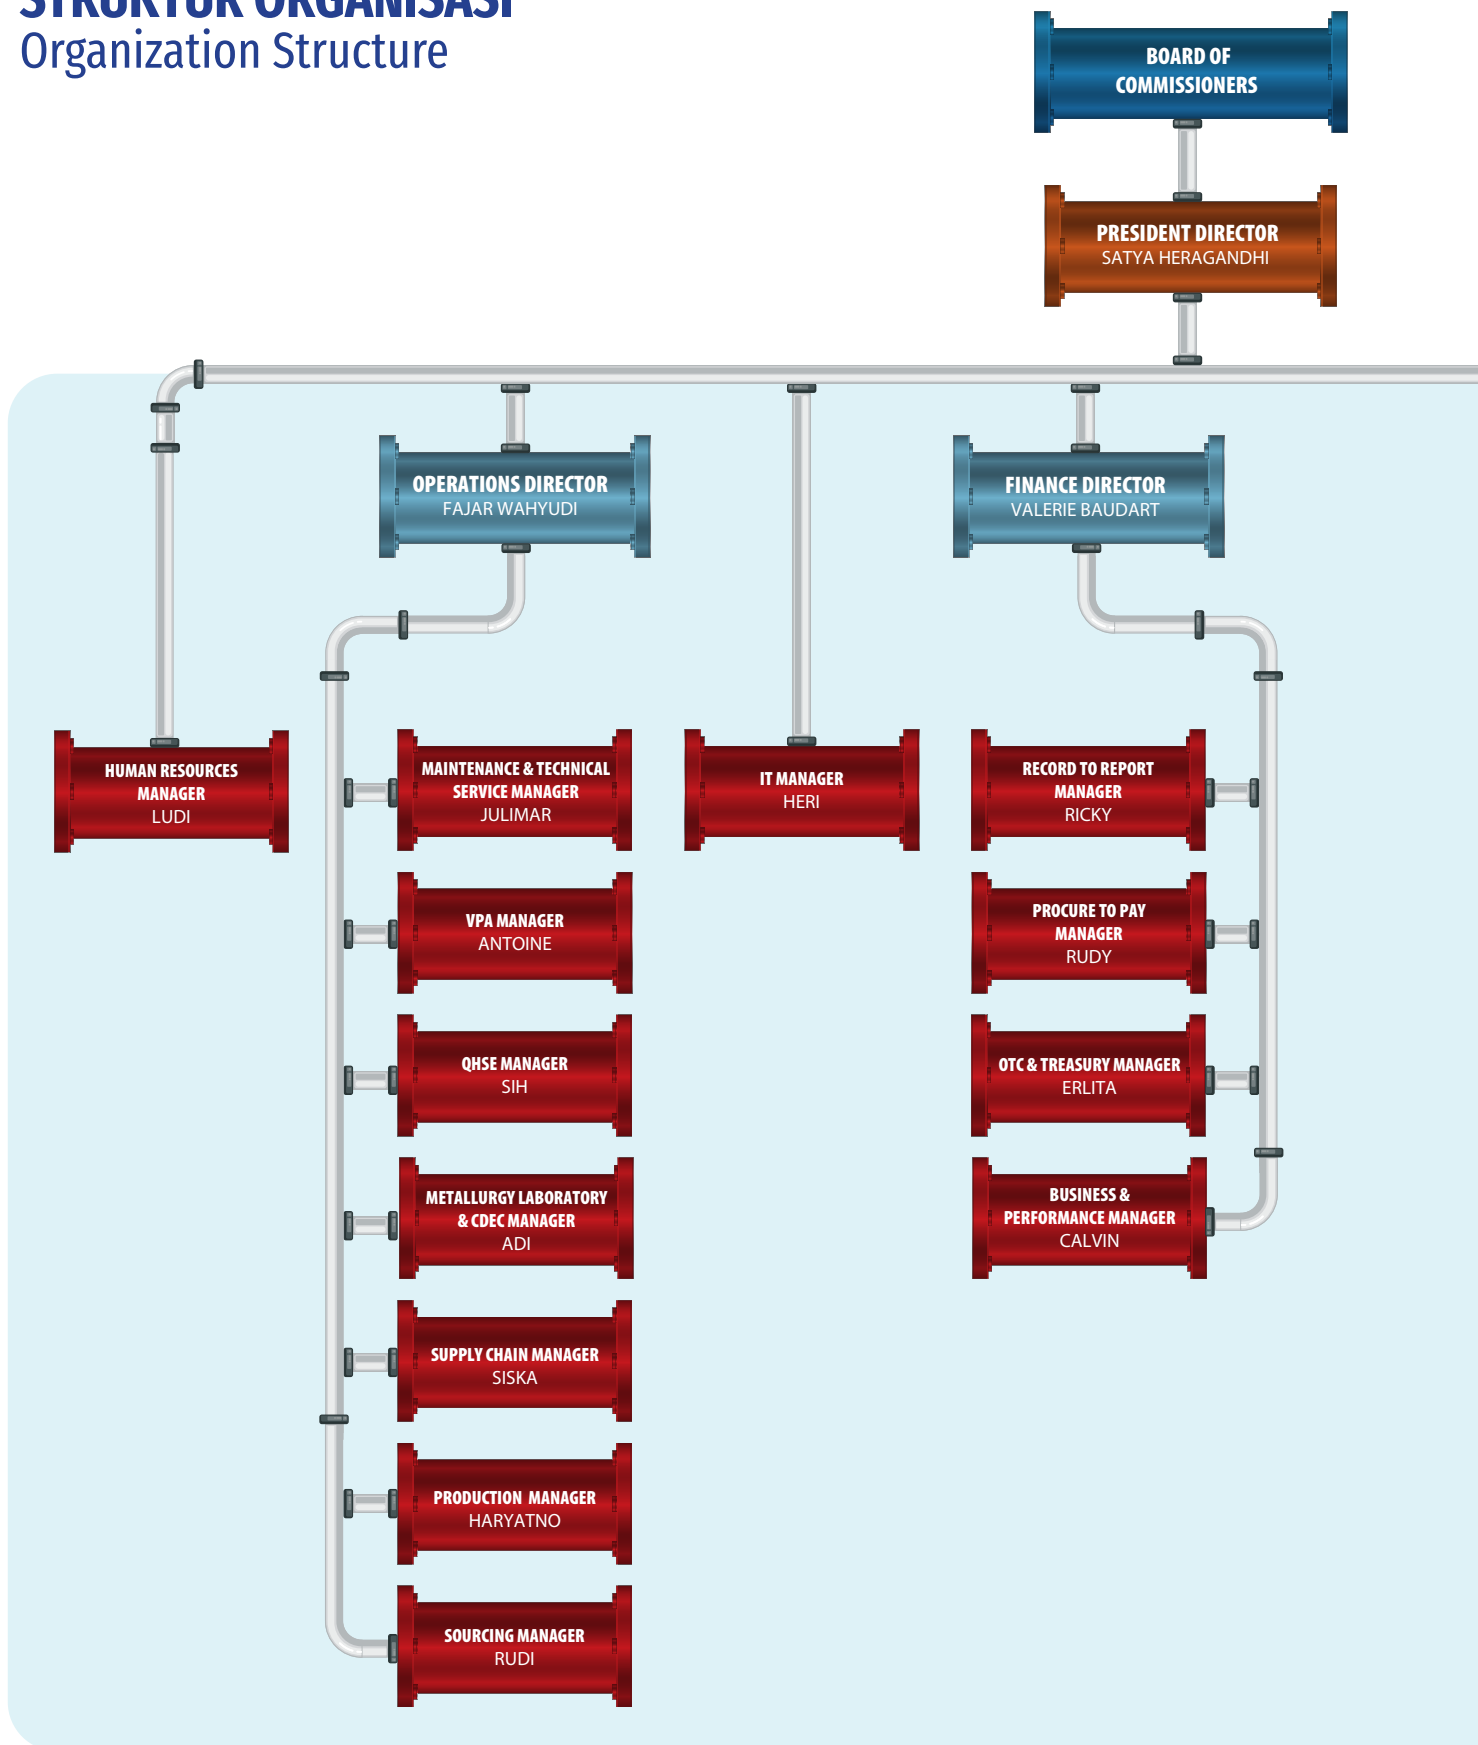 STRUKTUR ORGANISASI
Organization Structure
BOARD OF
COMMISSIONERS
PRESIDENT DIRECTOR
SATYA HERAGANDHI
OPERATIONS DIRECTOR
FAJAR WAHYUDI
FINANCE DIRECTOR
VALERIE BAUDART
HUMAN RESOURCES
MANAGER
LUDI
MAINTENANCE & TECHNICAL
SERVICE MANAGER
JULIMAR
VPA MANAGER
ANTOINE
QHSE MANAGER
SIH
METALLURGY LABORATORY
& CDEC MANAGER
ADI
SUPPLY CHAIN MANAGER
SISKA
PRODUCTION MANAGER
HARYATNO
SOURCING MANAGER
RUDI
IT MANAGER
HERI
RECORD TO REPORT
MANAGER
RICKY
PROCURE TO PAY
MANAGER
RUDY
OTC & TREASURY MANAGER
ERLITA
BUSINESS &
PERFORMANCE MANAGER
CALVIN